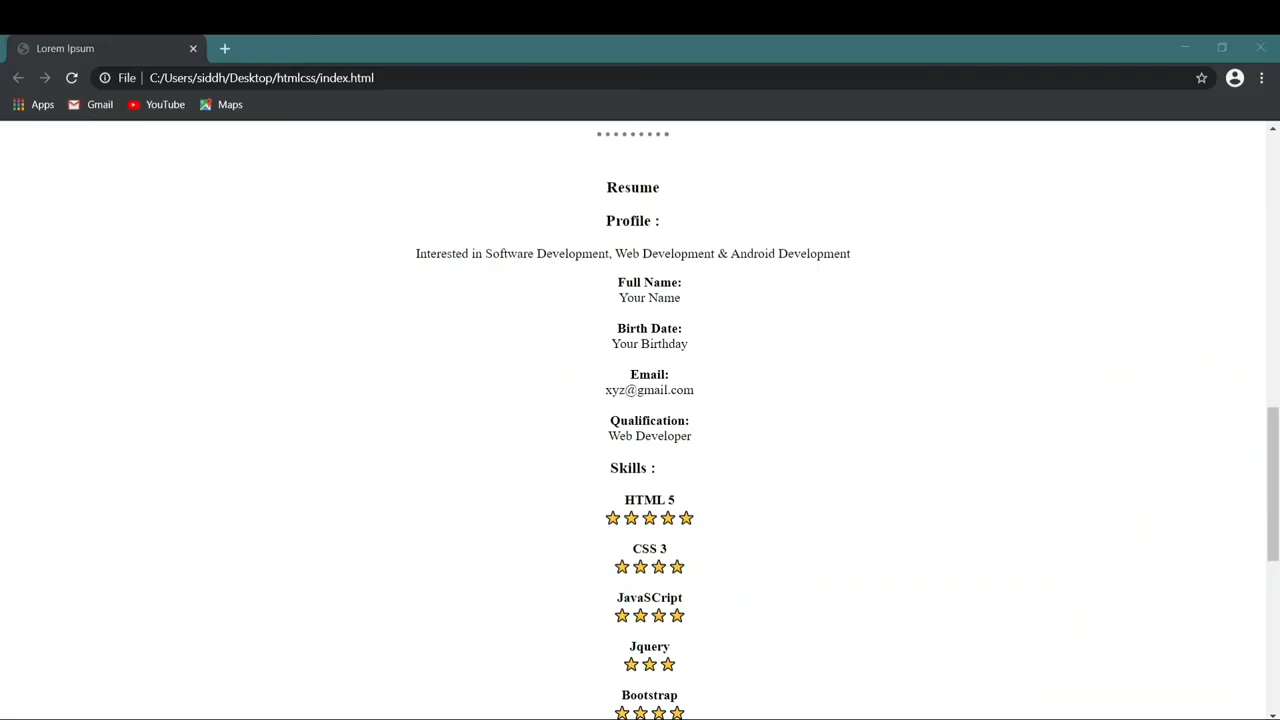 Lorem Ipsum
File C:/Users/siddh/Desktop/htmlcss/index.html
Apps Gmail YouTube Maps
Resume
Profile :
Interested in Software Development, Web Development & Android Development
Full Name:
Your Name
Birth Date:
Your Birthday
Email:
xyz@gmail.com
Qualification:
Web Developer
Skills :
HTML 5
CSS 3
JavaSCript
Jquery
Bootstrap